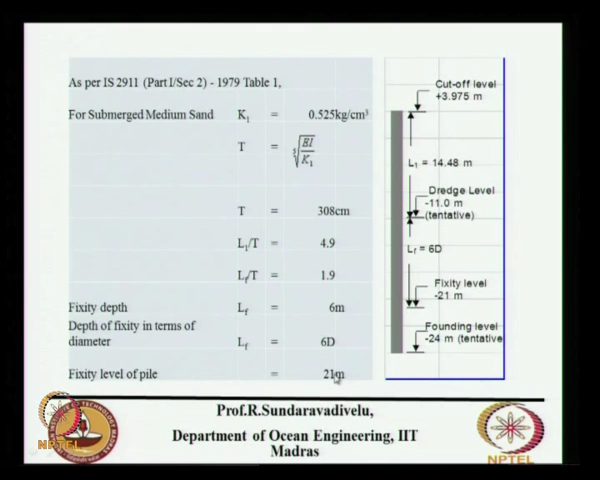 As per IS 2911 (Part I/Sec 2) - 1979 Table 1,
For Submerged Medium Sand K1 = 0.525kg/cm³
T = ⁵√EI/K1
T = 308cm
L1/T = 4.9
Lf/T = 1.9
Fixity depth Lf = 6m
Depth of fixity in terms of
diameter Lf = 6D
Fixity level of pile = 21m
Cut-off level
+3.975 m
L1 = 14.48 m
Dredge Level
-11.0 m
(tentative)
Lf = 6D
Fixity level
-21 m
Founding level
-24 m (tentative
Prof.R.Sundaravadivelu,
Department of Ocean Engineering, IIT
Madras
NPTEL
NPTEL